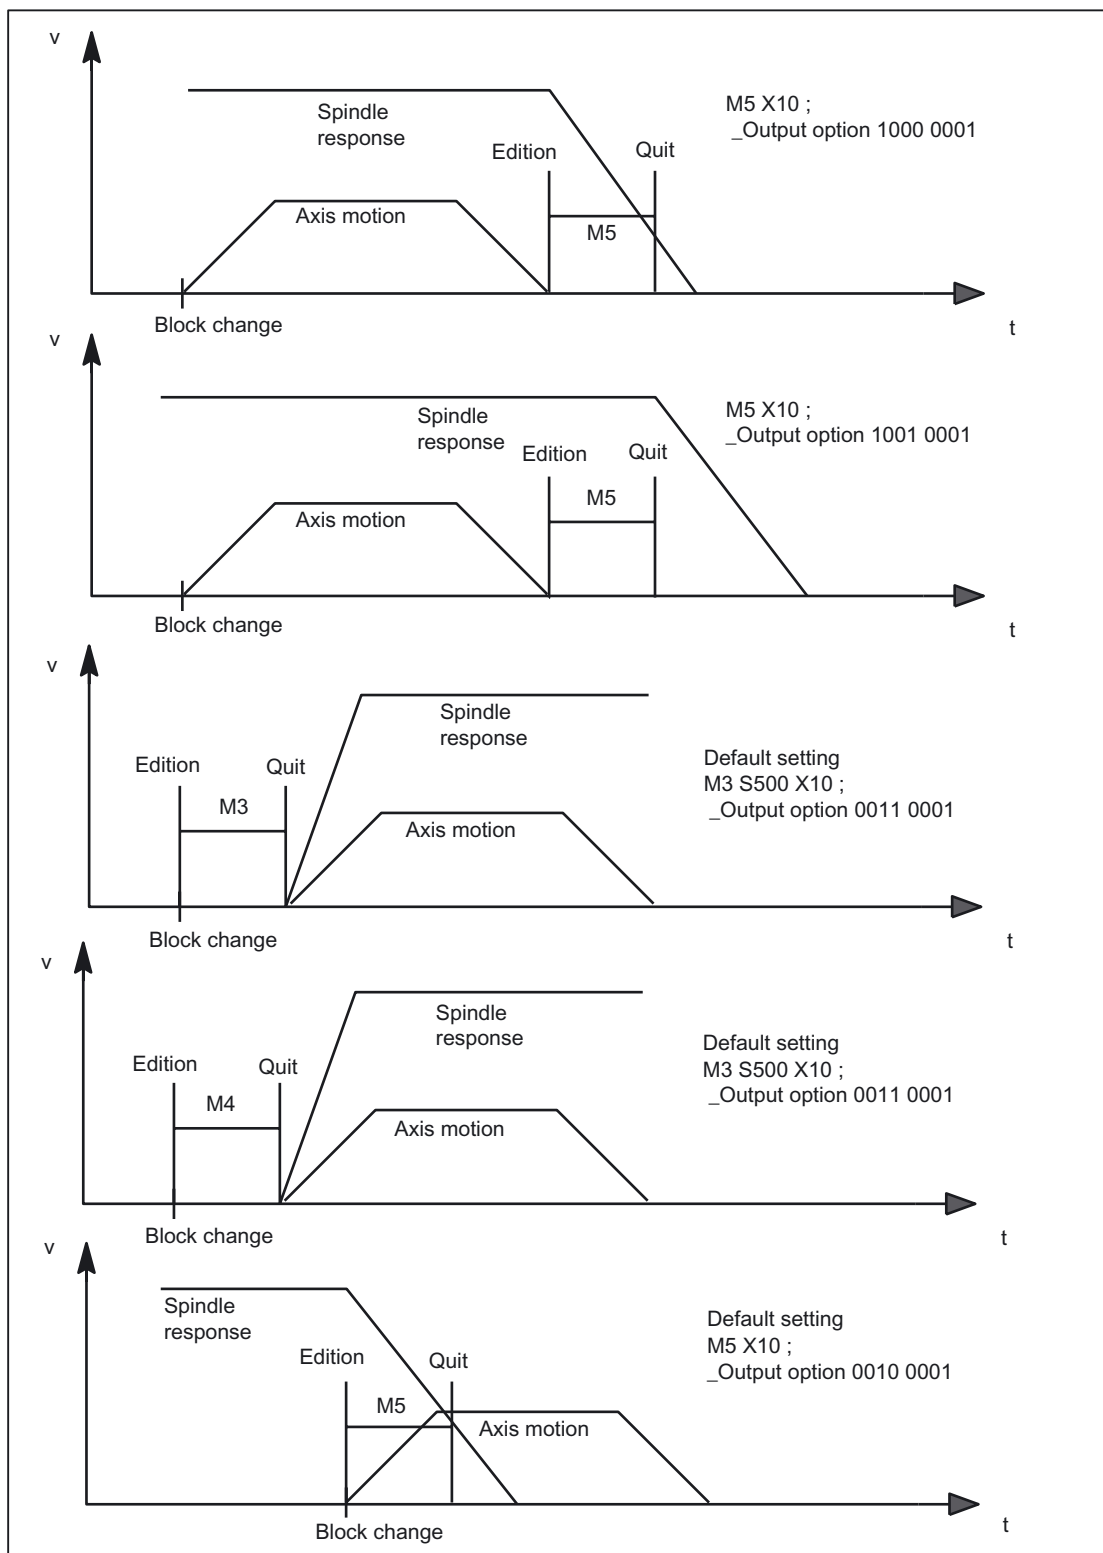 v
Spindle
response
M5 X10 ;
_Output option 1000 0001
Edition
Quit
Axis motion
M5
Block change
t
v
Spindle
response
M5 X10 ;
_Output option 1001 0001
Edition
Quit
M5
Axis motion
Block change
t
v
Spindle
response
Edition
Quit
Default setting
M3 S500 X10 ;
_Output option 0011 0001
M3
Axis motion
Block change
t
v
Spindle
response
Edition
Quit
Default setting
M3 S500 X10 ;
_Output option 0011 0001
M4
Axis motion
Block change
t
v
Spindle
response
Default setting
M5 X10 ;
_Output option 0010 0001
Edition
Quit
M5
Axis motion
Block change
t